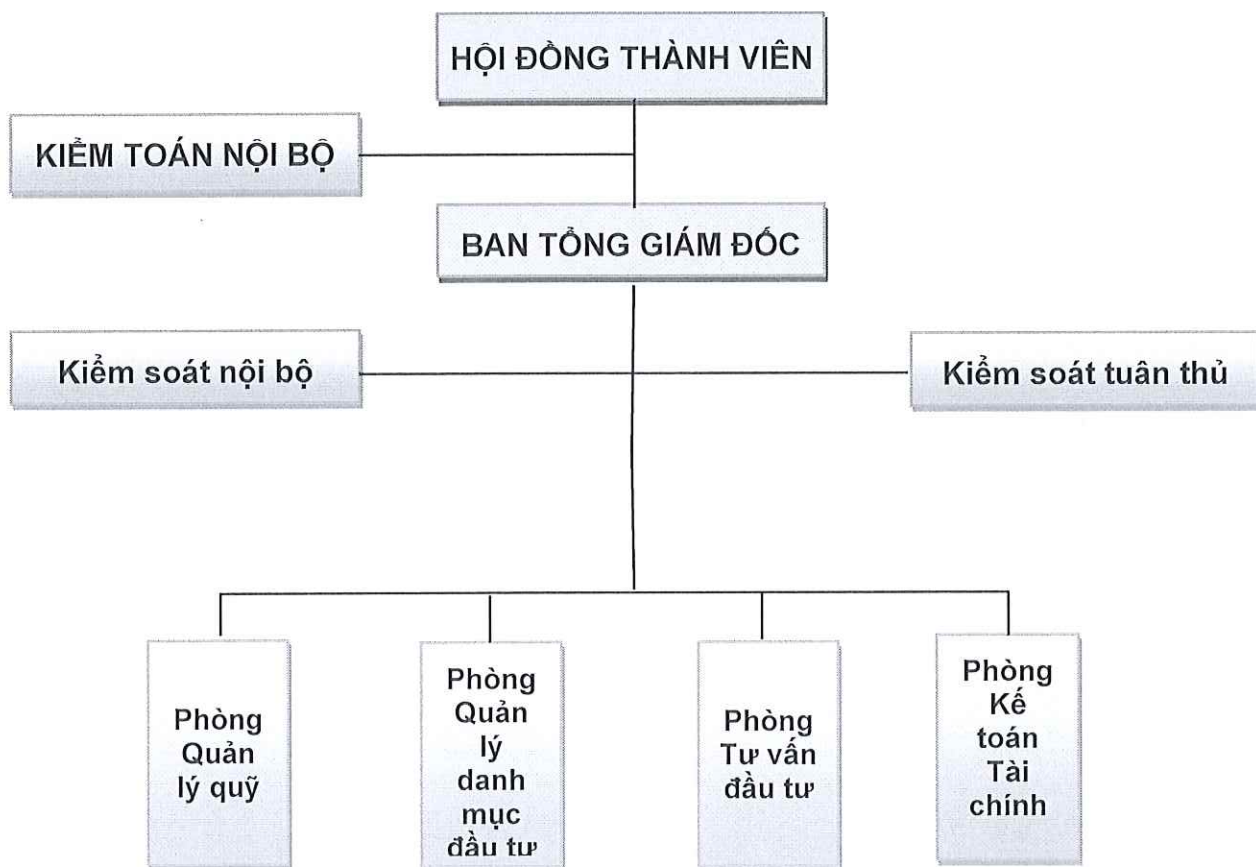 HỘI ĐỒNG THÀNH VIÊN
KIỂM TOÁN NỘI BỘ
BAN TỔNG GIÁM ĐỐC
Kiểm soát nội bộ
Kiểm soát tuân thủ
Phòng
Quản
lý quỹ
Phòng
Quản
lý
danh
mục
đầu tư
Phòng
Tư vấn
đầu tư
Phòng
Kế
toán
Tài
chính